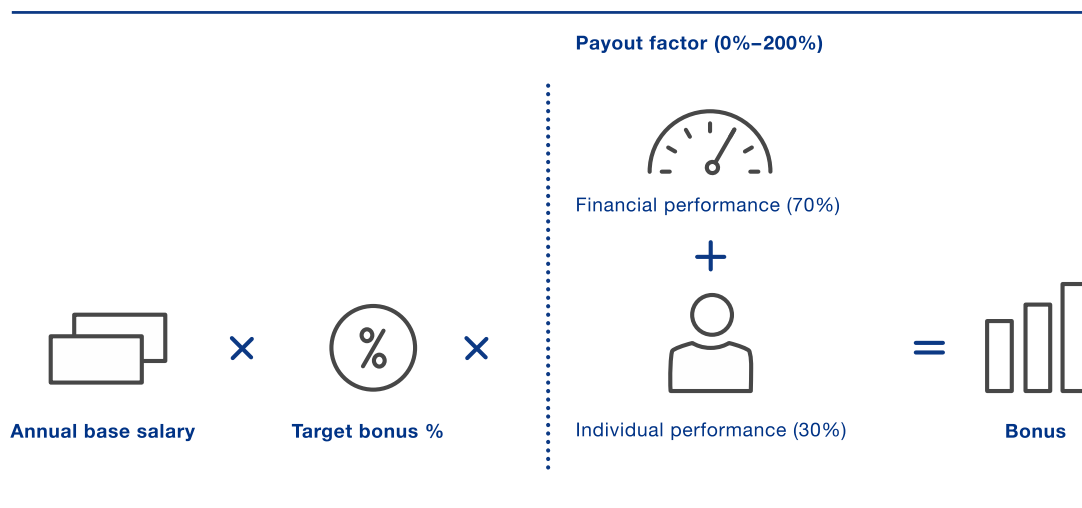 Payout factor (0%–200%)
Financial performance (70%)
+
Annual base salary
×
Target bonus %
×
Individual performance (30%)
=
Bonus